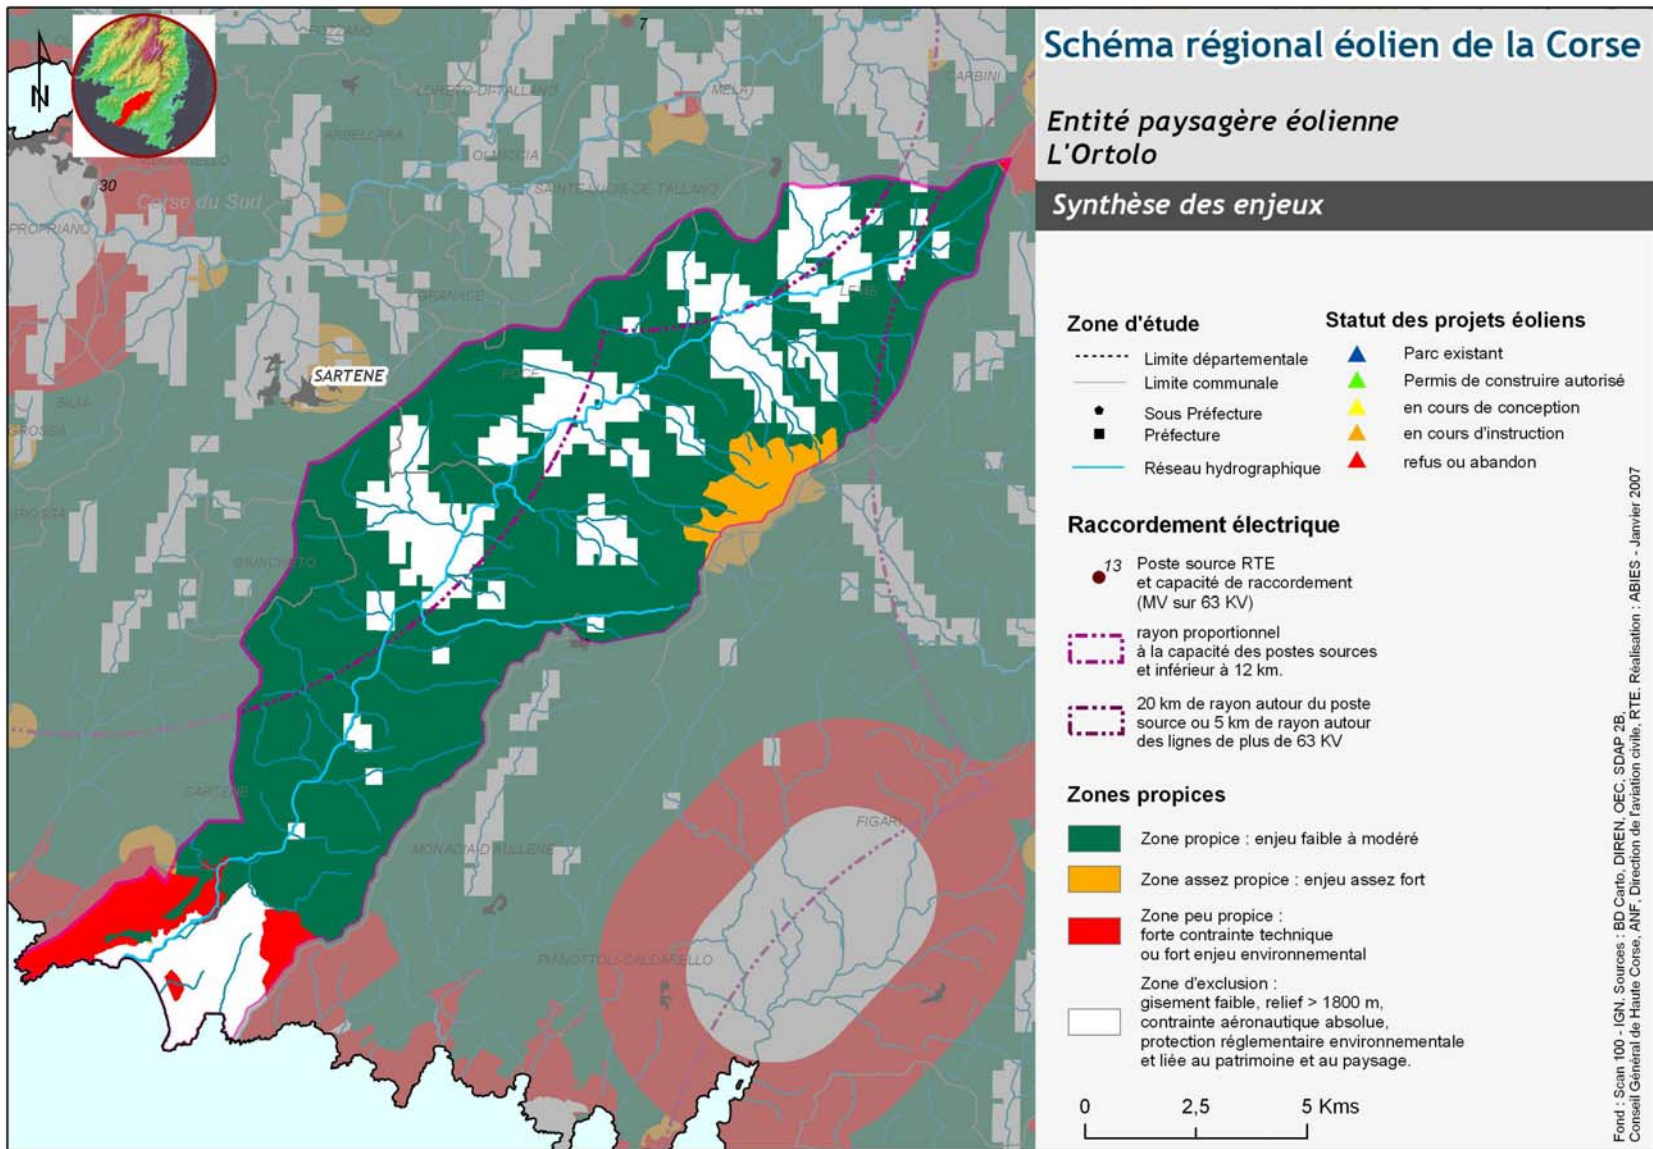 Schéma régional éolien de la Corse
Entité paysagère éolienne
L'Ortolo
Synthèse des enjeux
Zone d'étude
Limite départementale
Limite communale
Sous Préfecture
Préfecture
Réseau hydrographique
Statut des projets éoliens
Parc existant
Permis de construire autorisé
en cours de conception
en cours d'instruction
refus ou abandon
Raccordement électrique
13
Poste source RTE
et capacité de raccordement
(MV sur 63 KV)
rayon proportionnel
à la capacité des postes sources
et inférieur à 12 km.
20 km de rayon autour du poste
source ou 5 km de rayon autour
des lignes de plus de 63 KV
Zones propices
Zone propice : enjeu faible à modéré
Zone assez propice : enjeu assez fort
Zone peu propice :
forte contrainte technique
ou fort enjeu environnemental
Zone d'exclusion :
gisement faible, relief > 1800 m,
contrainte aéronautique absolue,
protection réglementaire environnementale
et liée au patrimoine et au paysage.
0 2,5 5 Kms
Fond : Scan 100 - IGN. Sources : BD Carto, DIREN, OEC, SDAP 2B,
Conseil Général de Haute Corse, ANF, Direction de l'aviation civile, RTE. Réalisation : ABIES - Janvier 2007
N
7
30
FOZZANO
CARBINI
LORETO-DI-TALLANO
MELA
ARBELLARA
OLMICCIA
SAINTE-LUCIE-DE-TALLANO
Corse du Sud
PROPRIANO
GRANACE
LEVIE
SARTENE
FOCE
BILIA
GROSSA
GROSSA
GIUNCHETO
SARTENE
MONACIA-D'AULLENE
FIGARI
PIANOTTOLI-CALDARELLO